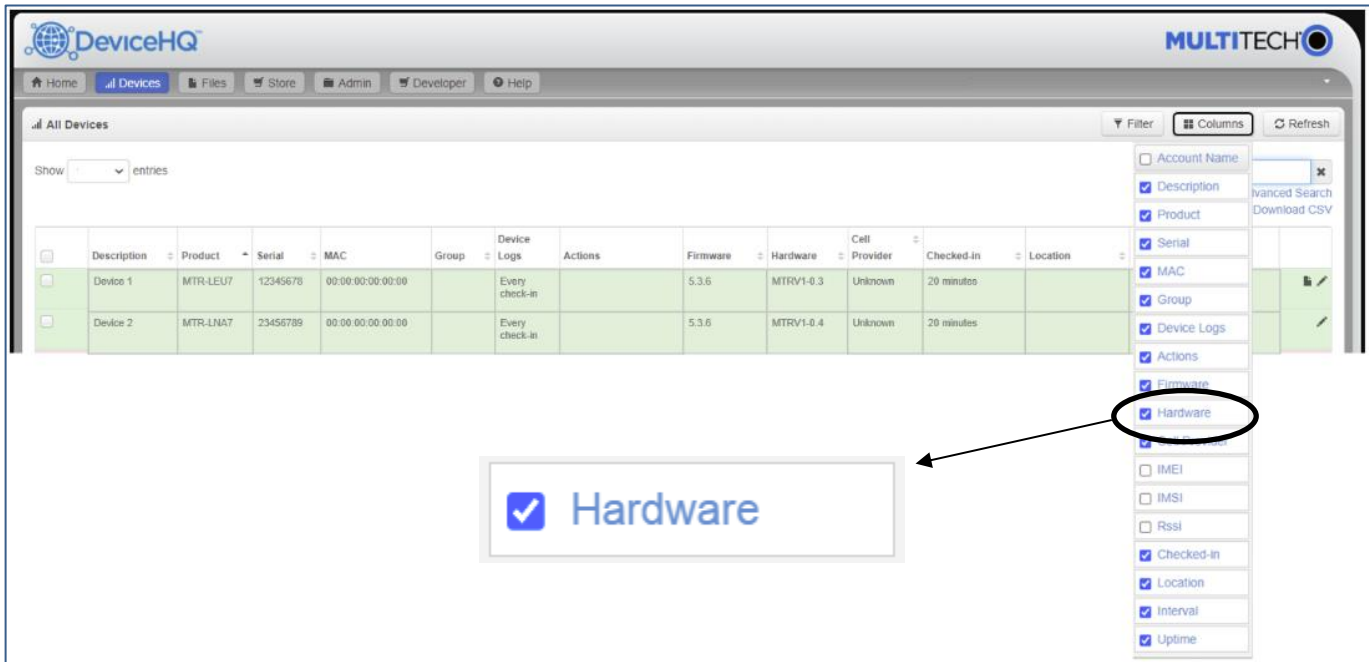 DeviceHQ
MULTITECH
Home Devices Files Store Admin Developer Help
All Devices Filter Columns Refresh
Show entries
Account Name
Description
Product
Serial
MAC
Group
Device Logs
Actions
Firmware
Hardware
Cell Provider
IMEI
IMSI
Rssi
Checked-in
Location
Interval
Uptime
Search
Download CSV
Description Product Serial MAC Group Device Logs Actions Firmware Hardware Cell Provider Checked-in Location
Device 1 MTR-LEU7 12345678 00:00:00:00:00:00 Every check-in 5.3.6 MTRV1-0.3 Unknown 20 minutes
Device 2 MTR-LNA7 23456789 00:00:00:00:00:00 Every check-in 5.3.6 MTRV1-0.4 Unknown 20 minutes
Hardware